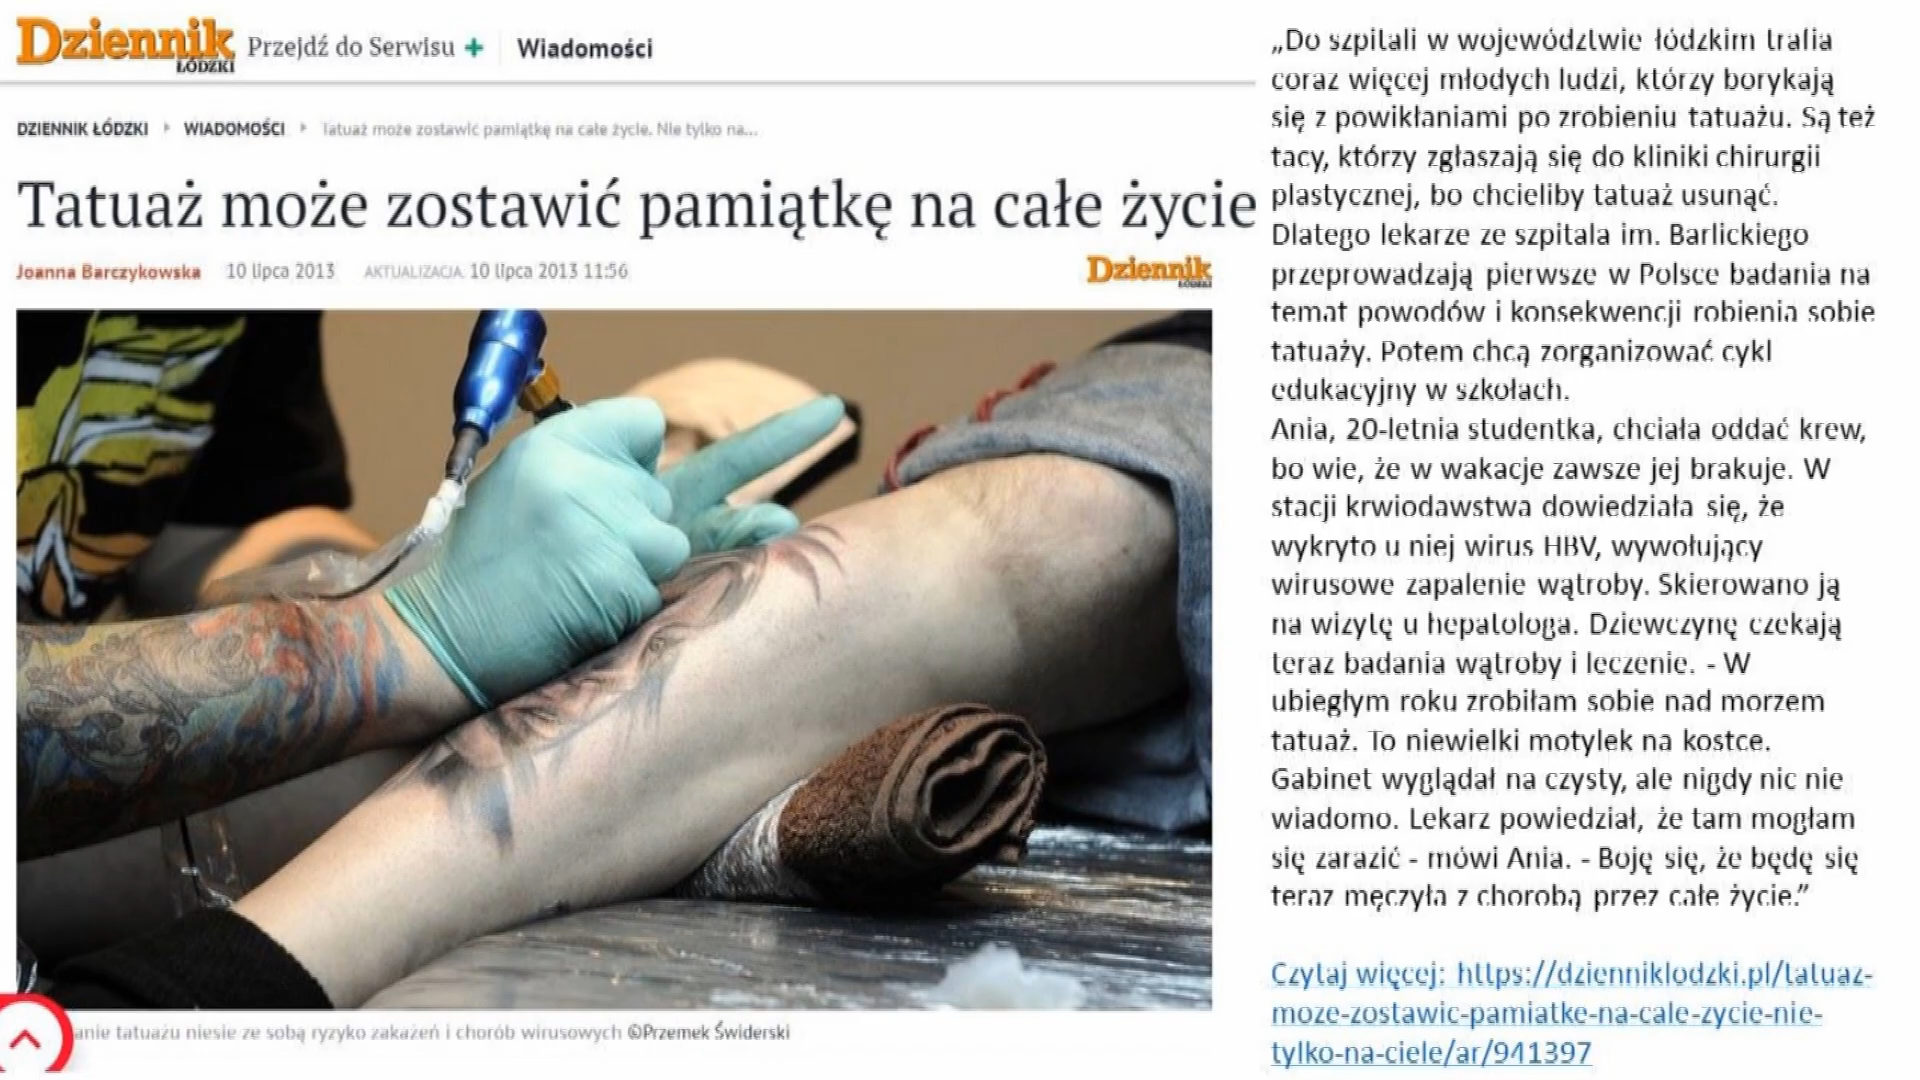 Dziennik
ŁÓDZKI
Przejdź do Serwisu + Wiadomości
DZIENNIK ŁÓDZKI WIADOMOŚCI Tatuaż może zostawić pamiątkę na całe życie. Nie tylko na...
Tatuaż może zostawić pamiątkę na całe życie
Joanna Barczykowska 10 lipca 2013 AKTUALIZACJA: 10 lipca 2013 11:56
Dziennik
ŁÓDZKI
anie tatuażu niesie ze sobą ryzyko zakażeń i chorób wirusowych ©Przemek Świderski
„Do szpitali w województwie łódzkim trafia
coraz więcej młodych ludzi, którzy borykają
się z powikłaniami po zrobieniu tatuażu. Są też
tacy, którzy zgłaszają się do kliniki chirurgii
plastycznej, bo chcieliby tatuaż usunąć.
Dlatego lekarze ze szpitala im. Barlickiego
przeprowadzają pierwsze w Polsce badania na
temat powodów i konsekwencji robienia sobie
tatuaży. Potem chcą zorganizować cykl
edukacyjny w szkołach.
Ania, 20-letnia studentka, chciała oddać krew,
bo wie, że w wakacje zawsze jej brakuje. W
stacji krwiodawstwa dowiedziała się, że
wykryto u niej wirus HBV, wywołujący
wirusowe zapalenie wątroby. Skierowano ją
na wizytę u hepatologa. Dziewczynę czekają
teraz badania wątroby i leczenie. - W
ubiegłym roku zrobiłam sobie nad morzem
tatuaż. To niewielki motylek na kostce.
Gabinet wyglądał na czysty, ale nigdy nic nie
wiadomo. Lekarz powiedział, że tam mogłam
się zarazić - mówi Ania. - Boję się, że będę się
teraz męczyła z chorobą przez całe życie.”
Czytaj więcej: https://dzienniklodzki.pl/tatuaz-
moze-zostawic-pamiatke-na-cale-zycie-nie-
tylko-na-ciele/ar/941397